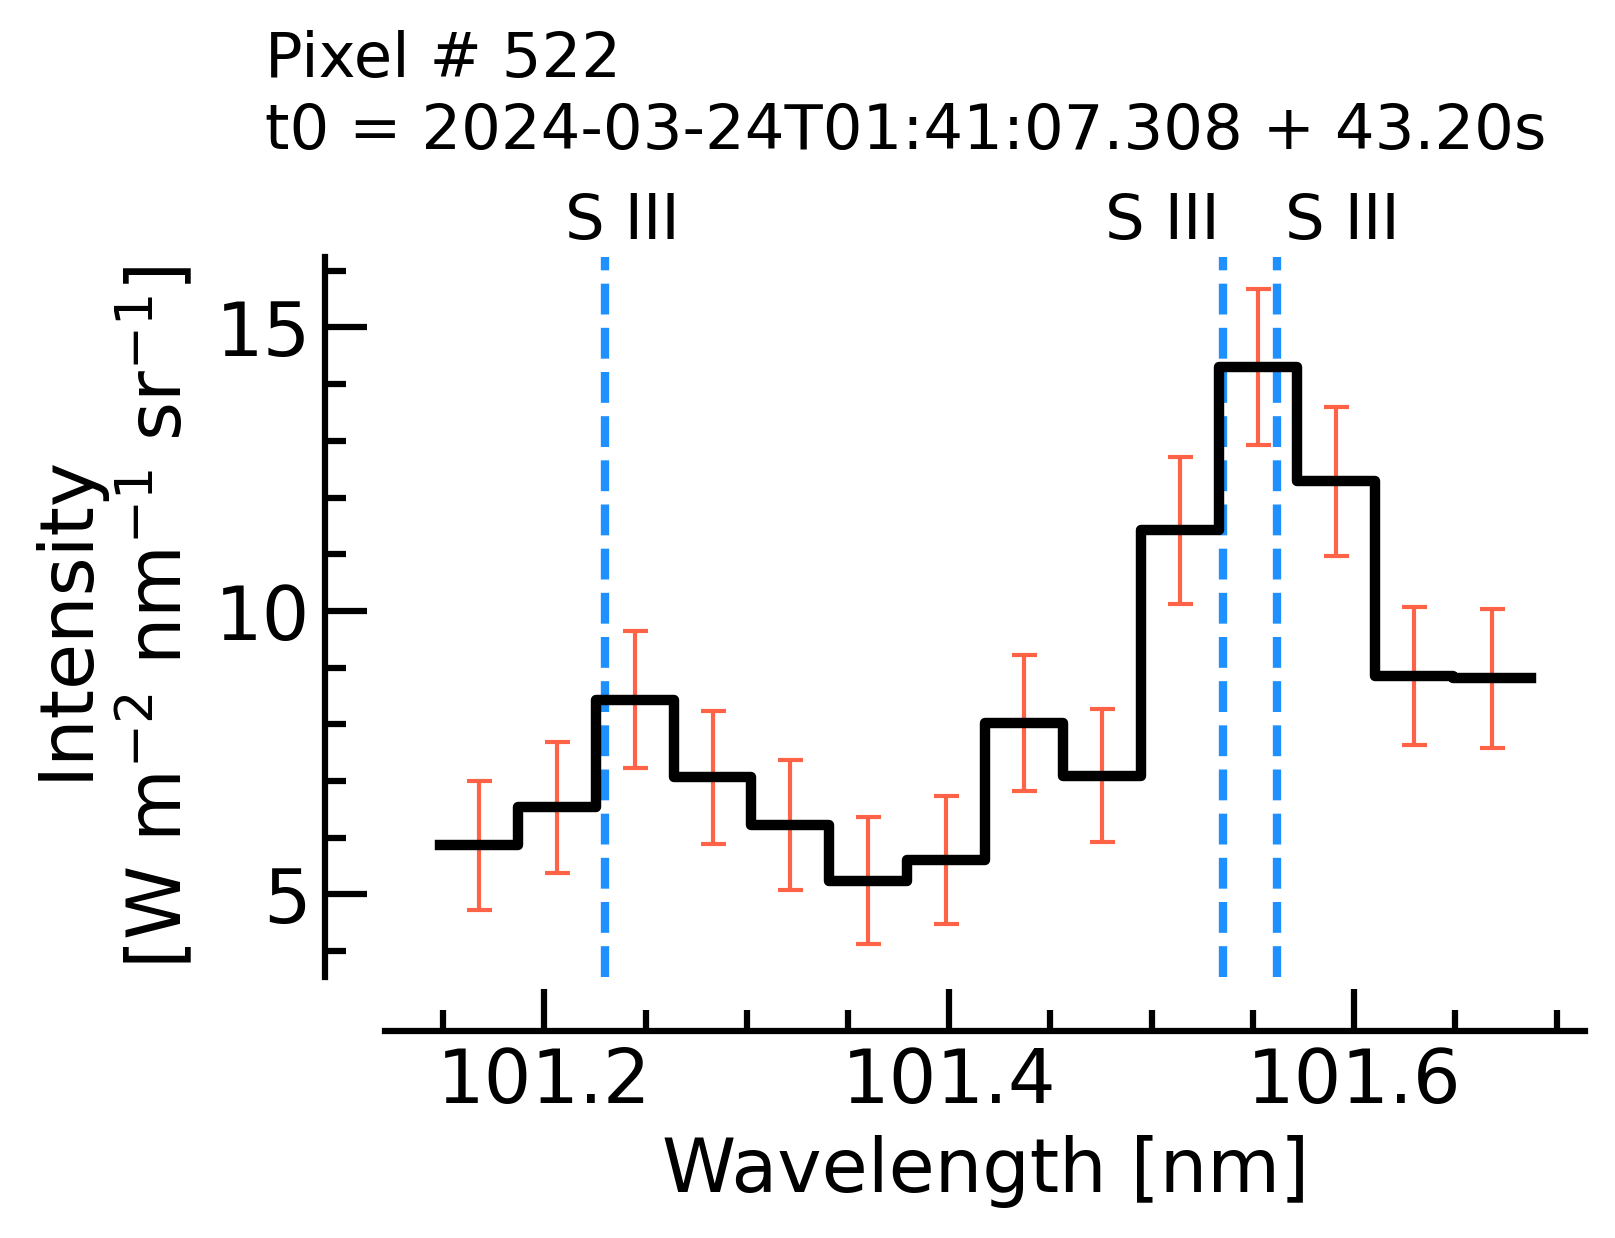 Pixel # 522
t0 = 2024-03-24T01:41:07.308 + 43.20s
S III S III S III
Intensity
[W m⁻² nm⁻¹ sr⁻¹]
15
10
5
101.2 101.4 101.6
Wavelength [nm]